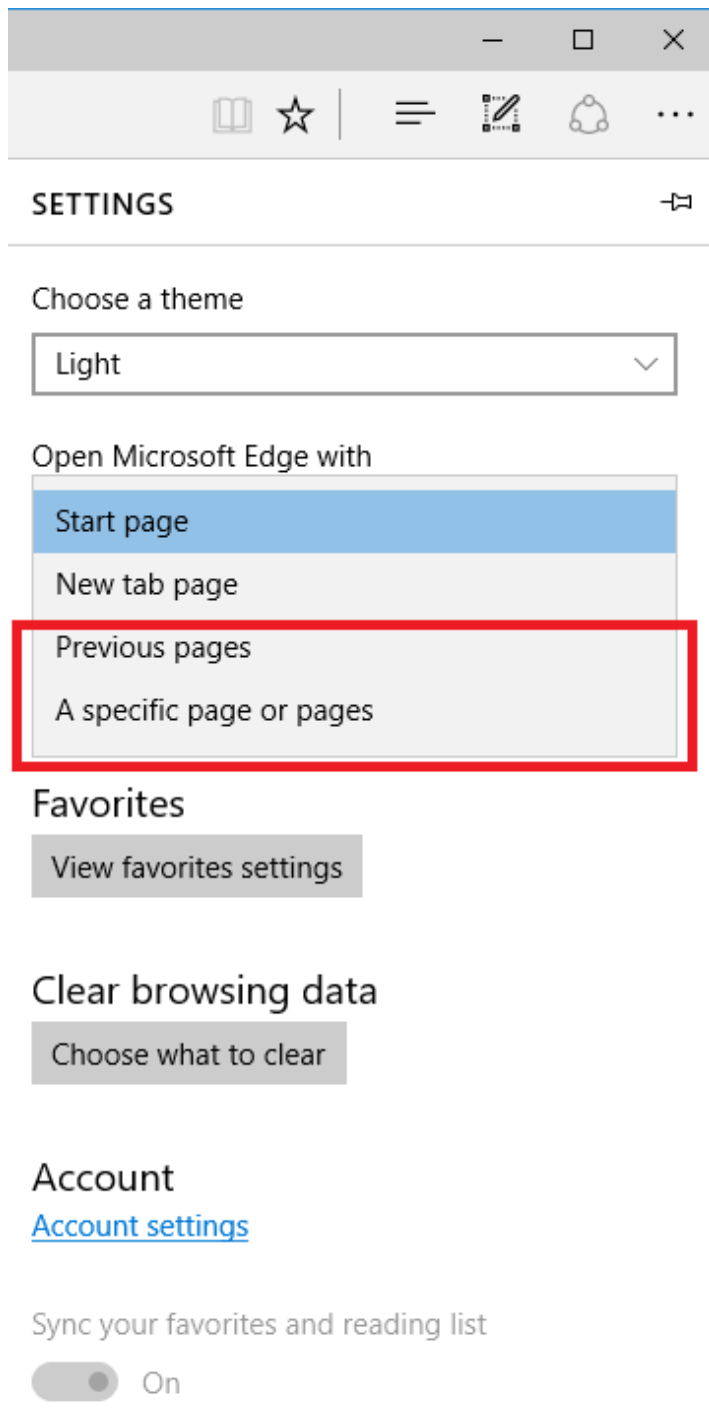 SETTINGS
Choose a theme
Light
Open Microsoft Edge with
Start page
New tab page
Previous pages
A specific page or pages
Favorites
View favorites settings
Clear browsing data
Choose what to clear
Account
Account settings
Sync your favorites and reading list
On